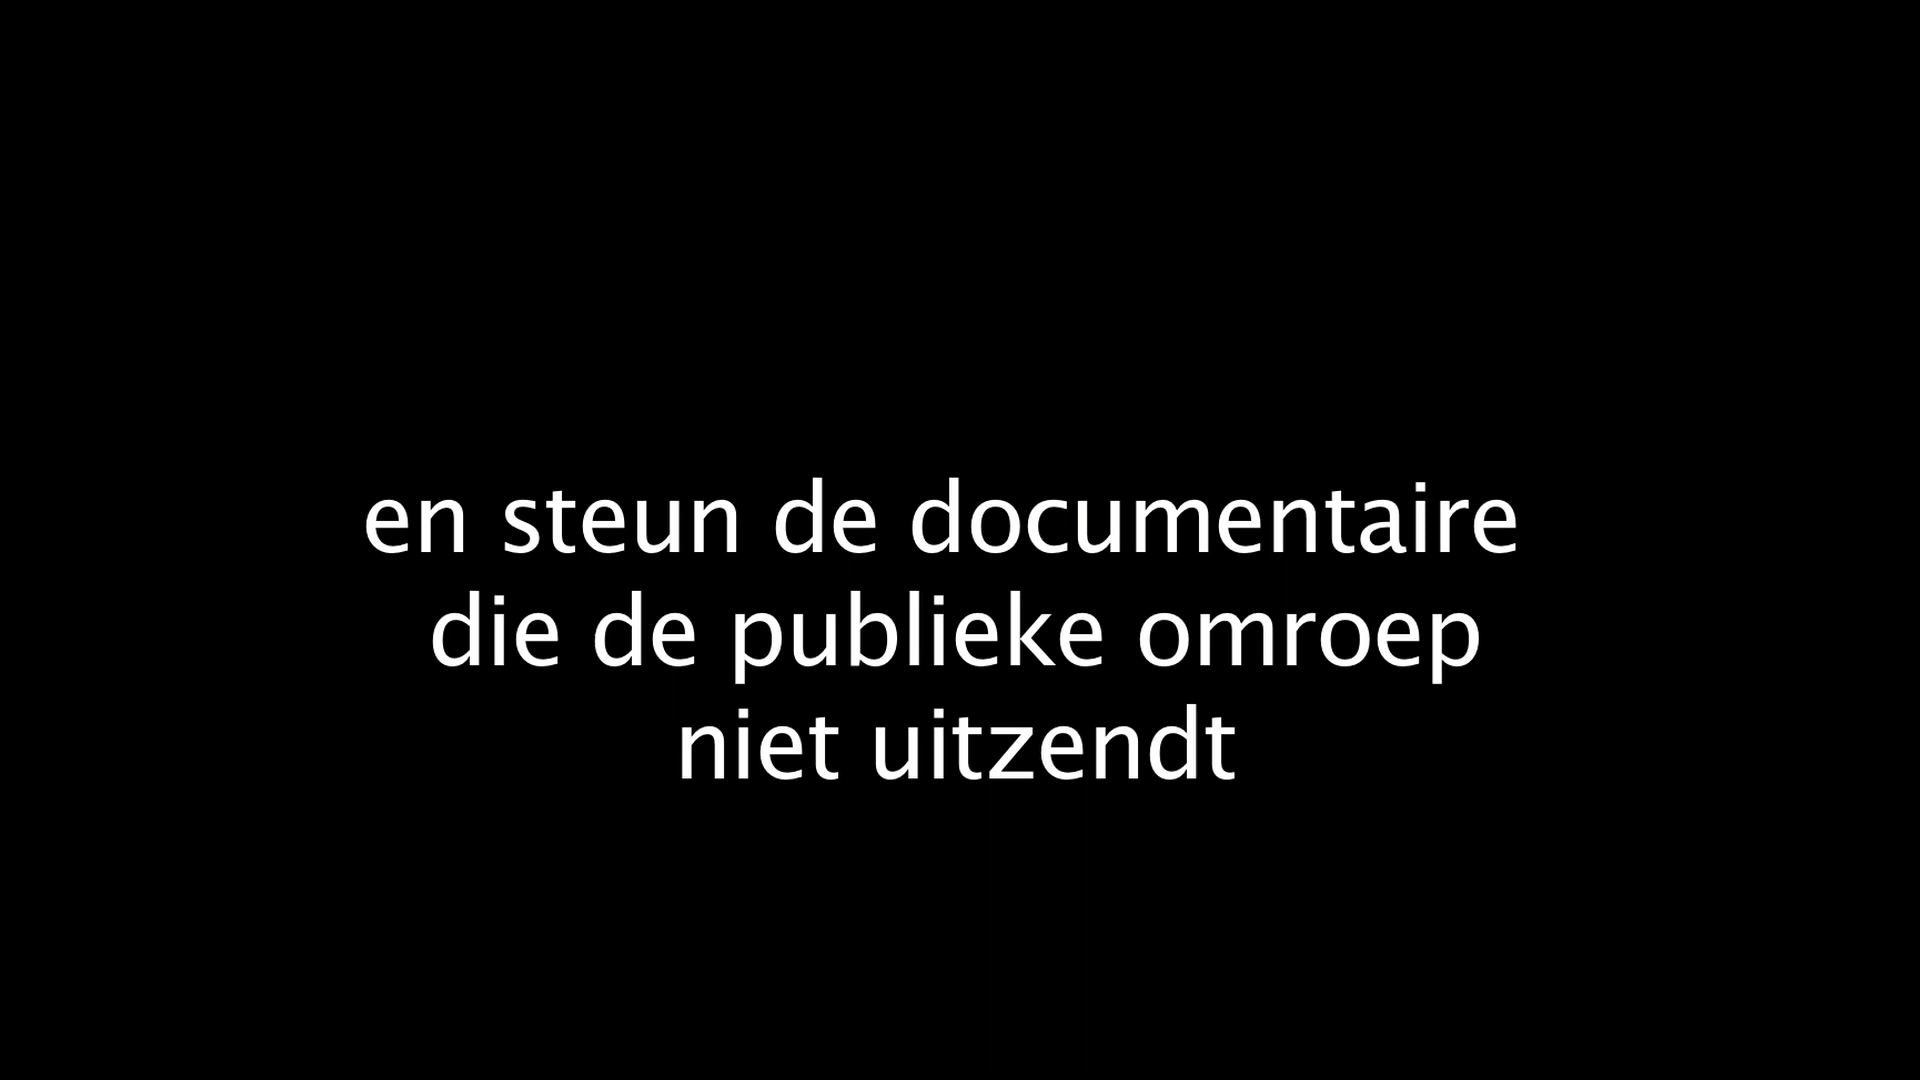 en steun de documentaire
die de publieke omroep
niet uitzendt